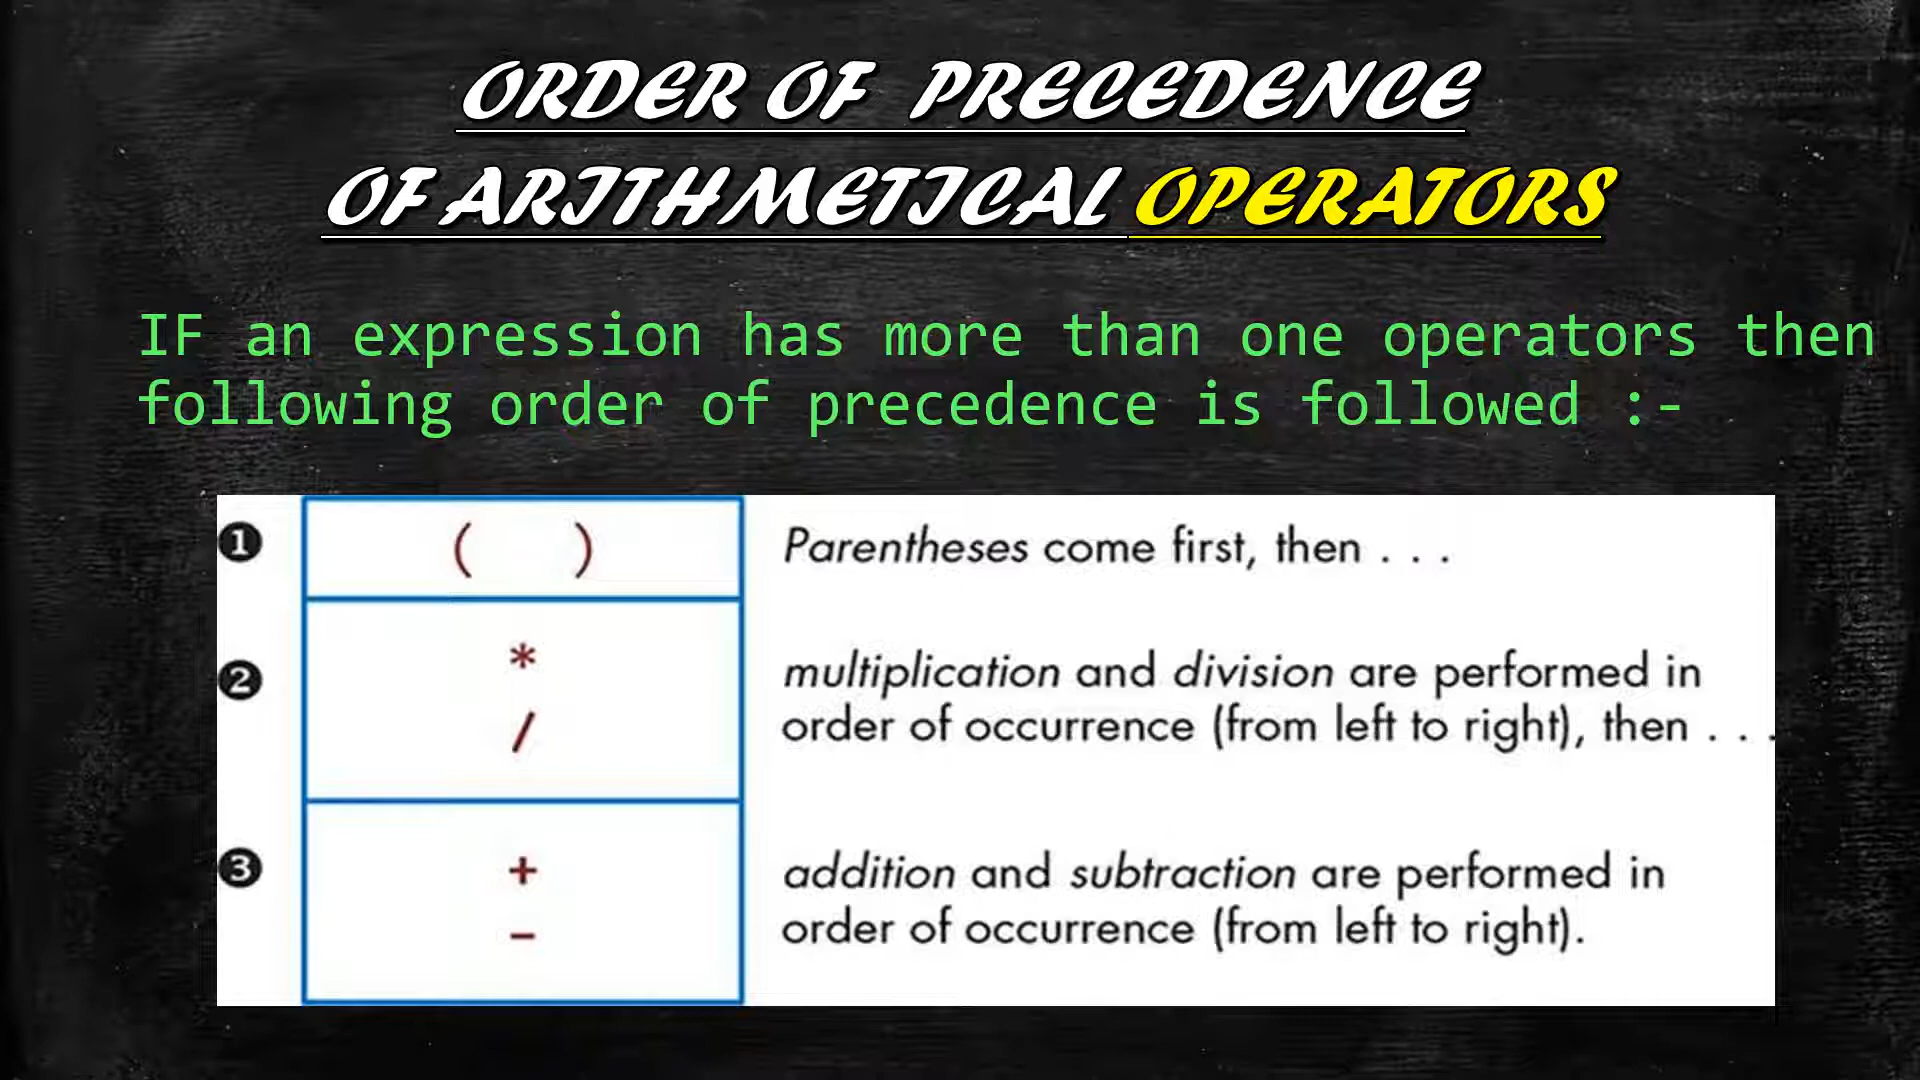 ORDER OF PRECEDENCE
OF ARITHMETICAL OPERATORS
IF an expression has more than one operators then
following order of precedence is followed :-
❶ ( ) Parentheses come first, then . . .
❷ * / multiplication and division are performed in
order of occurrence (from left to right), then . . .
❸ + – addition and subtraction are performed in
order of occurrence (from left to right).